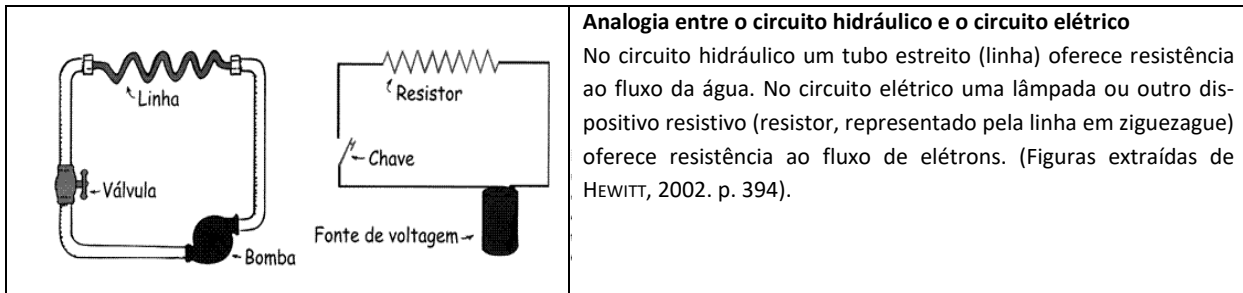 Linha
Válvula
Bomba
Resistor
Chave
Fonte de voltagem
Analogia entre o circuito hidráulico e o circuito elétrico
No circuito hidráulico um tubo estreito (linha) oferece resistência
ao fluxo da água. No circuito elétrico uma lâmpada ou outro dis-
positivo resistivo (resistor, representado pela linha em ziguezague)
oferece resistência ao fluxo de elétrons. (Figuras extraídas de
HEWITT, 2002. p. 394).